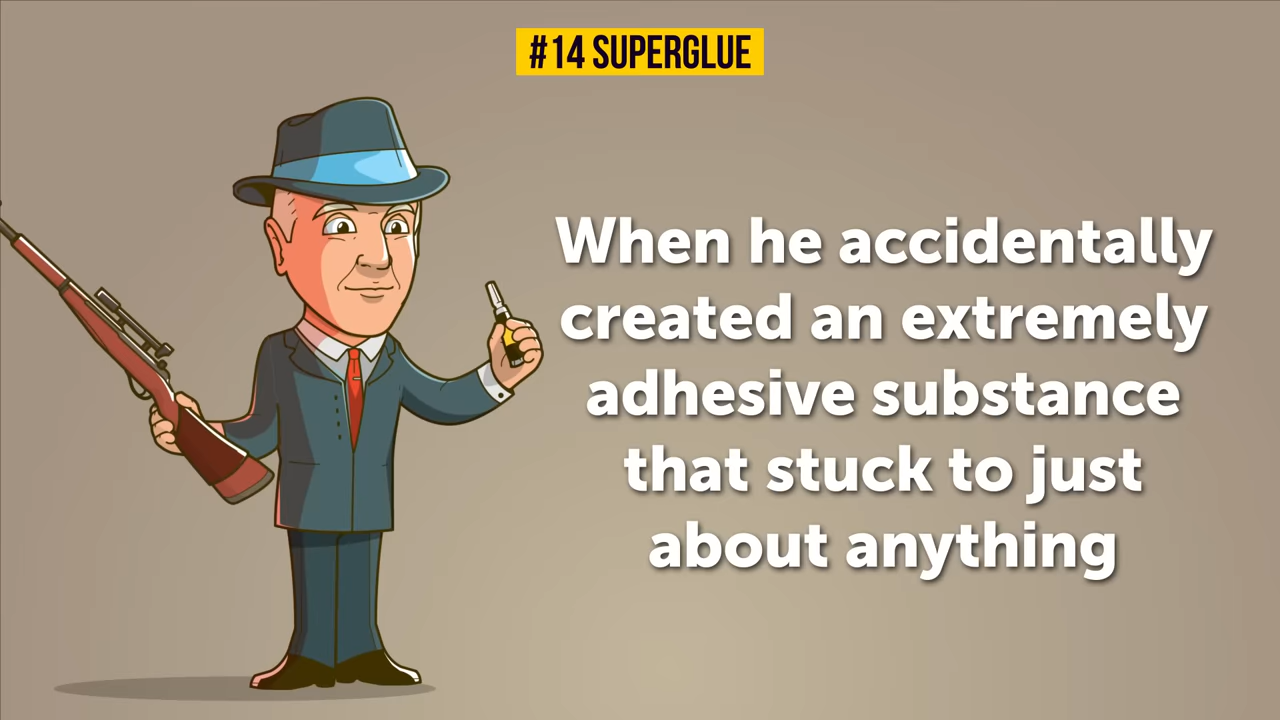 #14 SUPERGLUE
When he accidentally
created an extremely
adhesive substance
that stuck to just
about anything